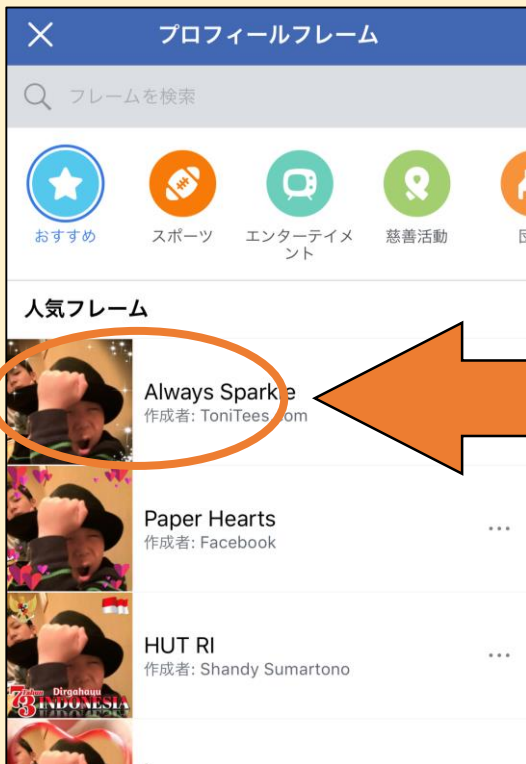 プロフィールフレーム
フレームを検索
おすすめ
スポーツ
エンターテイメ
ント
慈善活動
人気フレーム
Always Sparkle
作成者: ToniTees.com
Paper Hearts
作成者: Facebook
HUT RI
作成者: Shandy Sumartono
73 Tahun Dirgahayu
INDONESIA